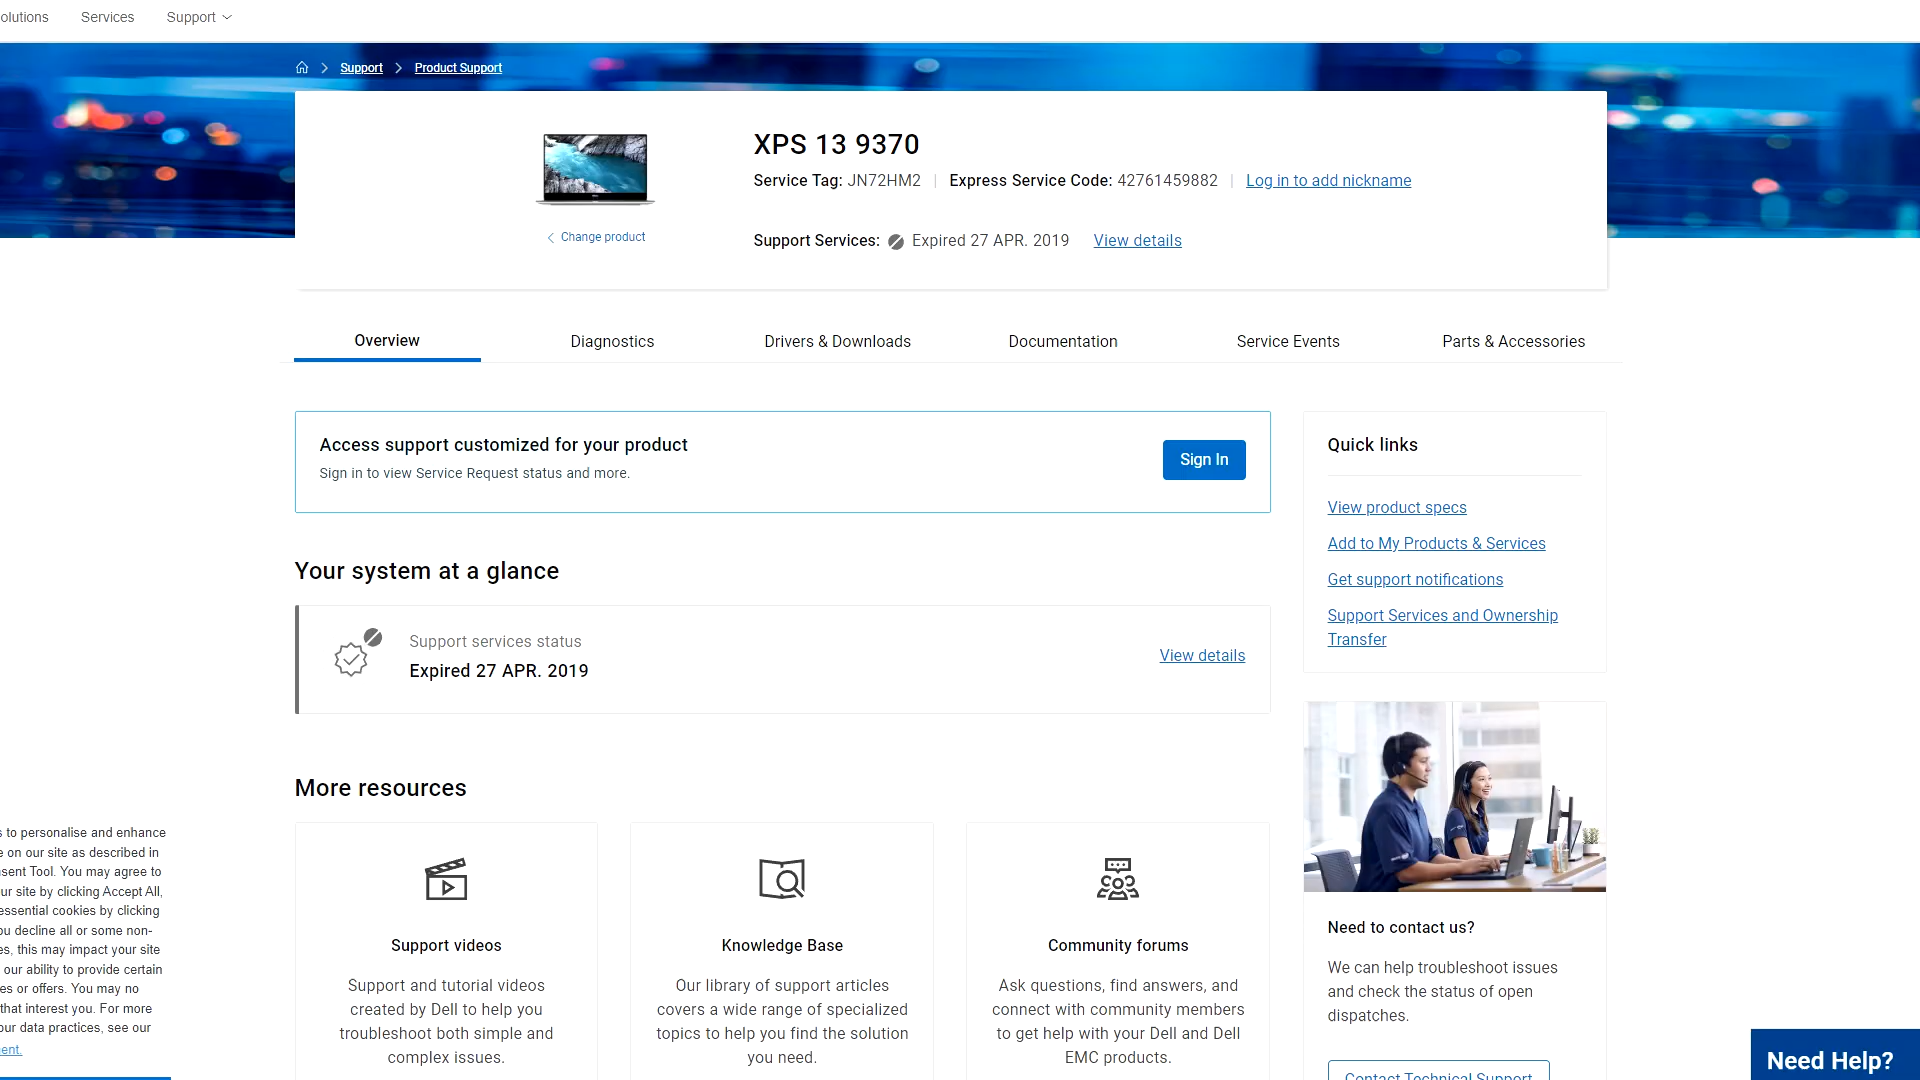 olutions Services Support
Support Product Support
XPS 13 9370
Service Tag: JN72HM2 | Express Service Code: 42761459882 | Log in to add nickname
Change product
Support Services: Expired 27 APR. 2019 View details
Overview Diagnostics Drivers & Downloads Documentation Service Events Parts & Accessories
Access support customized for your product
Sign in to view Service Request status and more.
Sign In
Your system at a glance
Support services status
Expired 27 APR. 2019
View details
More resources
Support videos
Support and tutorial videos
created by Dell to help you
troubleshoot both simple and
complex issues.
Knowledge Base
Our library of support articles
covers a wide range of specialized
topics to help you find the solution
you need.
Community forums
Ask questions, find answers, and
connect with community members
to get help with your Dell and Dell
EMC products.
Quick links
View product specs
Add to My Products & Services
Get support notifications
Support Services and Ownership
Transfer
Need to contact us?
We can help troubleshoot issues
and check the status of open
dispatches.
Contact Technical Support
s to personalise and enhance
e on our site as described in
sent Tool. You may agree to
ur site by clicking Accept All,
essential cookies by clicking
ou decline all or some non-
es, this may impact your site
our ability to provide certain
es or offers. You may no
that interest you. For more
our data practices, see our
ent.
Need Help?